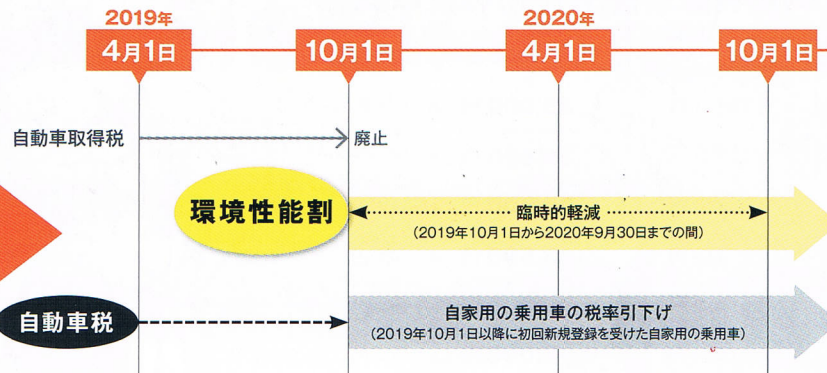 2019年
2020年
4月1日
10月1日
4月1日
10月1日
自動車取得税
廃止
環境性能割
臨時的軽減
(2019年10月1日から2020年9月30日までの間)
自動車税
自家用の乗用車の税率引下げ
(2019年10月1日以降に初回新規登録を受けた自家用の乗用車)